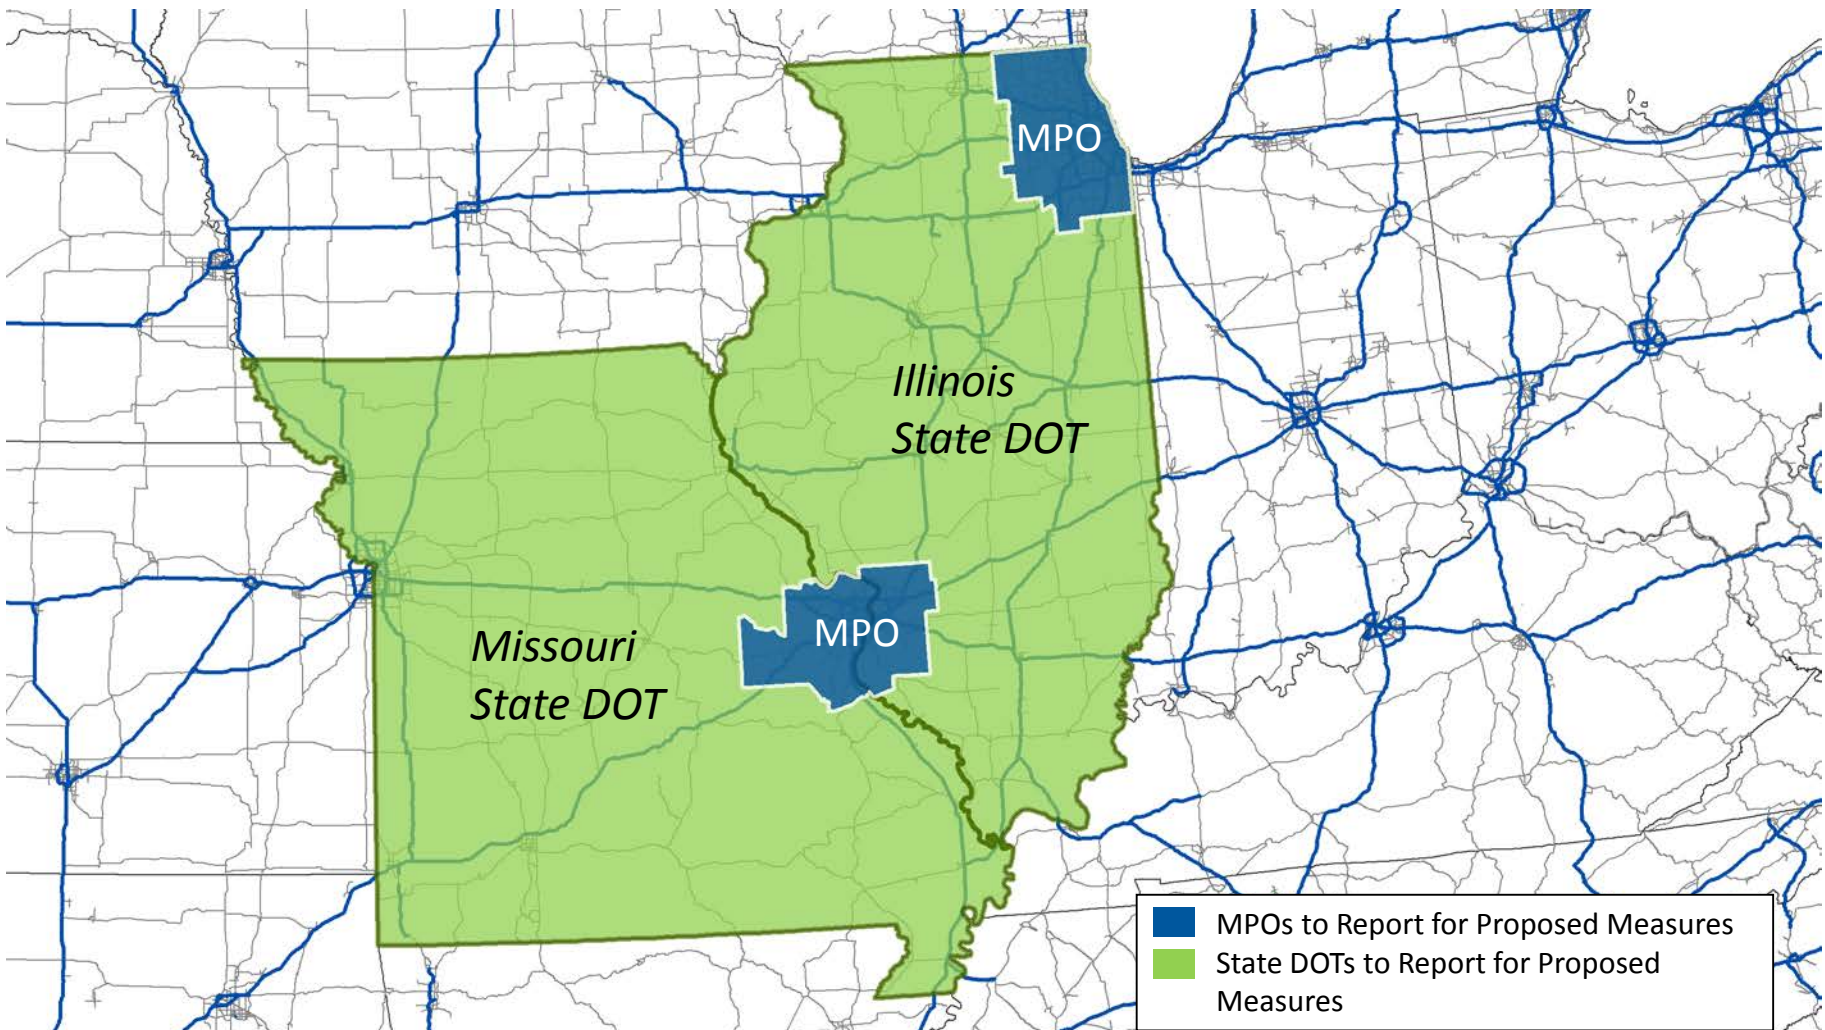 MPO
Illinois
State DOT
MPO
Missouri
State DOT
MPOs to Report for Proposed Measures
State DOTs to Report for Proposed
Measures